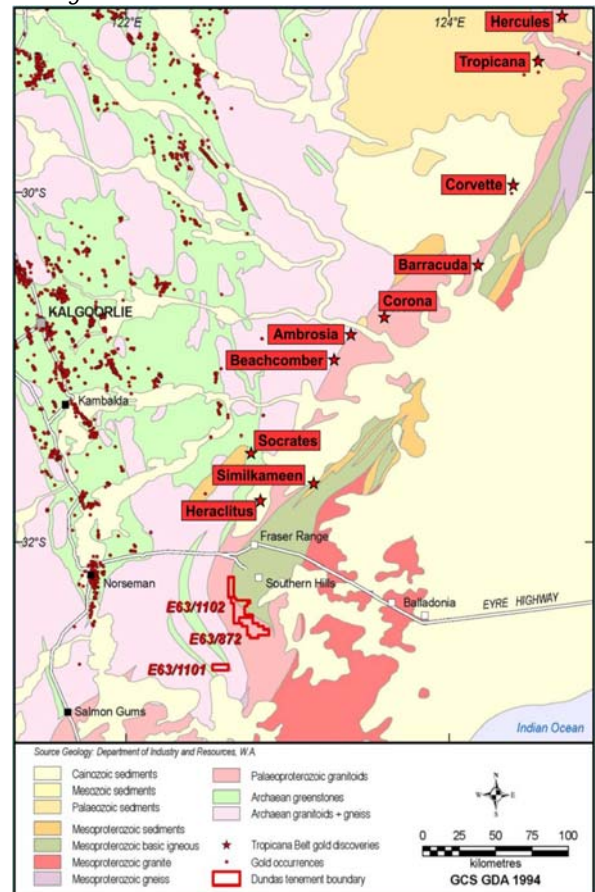 122°E
124°E
Hercules
Tropicana
30°S
Corvette
Barracuda
Corona
KALGOORLIE
Ambrosia
Beachcomber
Kambalda
Socrates
Similkameen
Heraclitus
32°S
Fraser Range
Norseman
Southern Hills
E63/1102
Balladonia
EYRE HIGHWAY
E63/872
E63/1101
Salmon Gums
Indian Ocean
Source Geology: Department of Industry and Resources, W.A.
Cainozoic sediments
Mesozoic sediments
Palaeozoic sediments
Mesoproterozoic sediments
Mesoproterozoic basic igneous
Mesoproterozoic granite
Mesoproterozoic gneiss
Palaeoproterozoic granitoids
Archaean greenstones
Archaean granitoids + gneiss
Tropicana Belt gold discoveries
Gold occurrences
Dundas tenement boundary
N
W E
S
0 20 40 60 80 100
kilometres
GCS GDA 1994